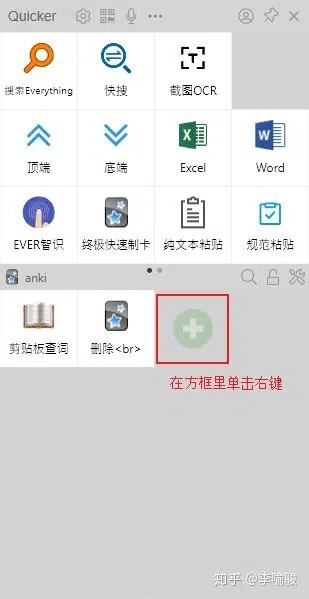 Quicker
搜索Everything
快搜
截图OCR
顶端
底端
Excel
Word
EVER智识
终极快速制卡
纯文本粘贴
规范粘贴
anki
剪贴板查词
删除<br>
在方框里单击右键
知乎 @李喻骏